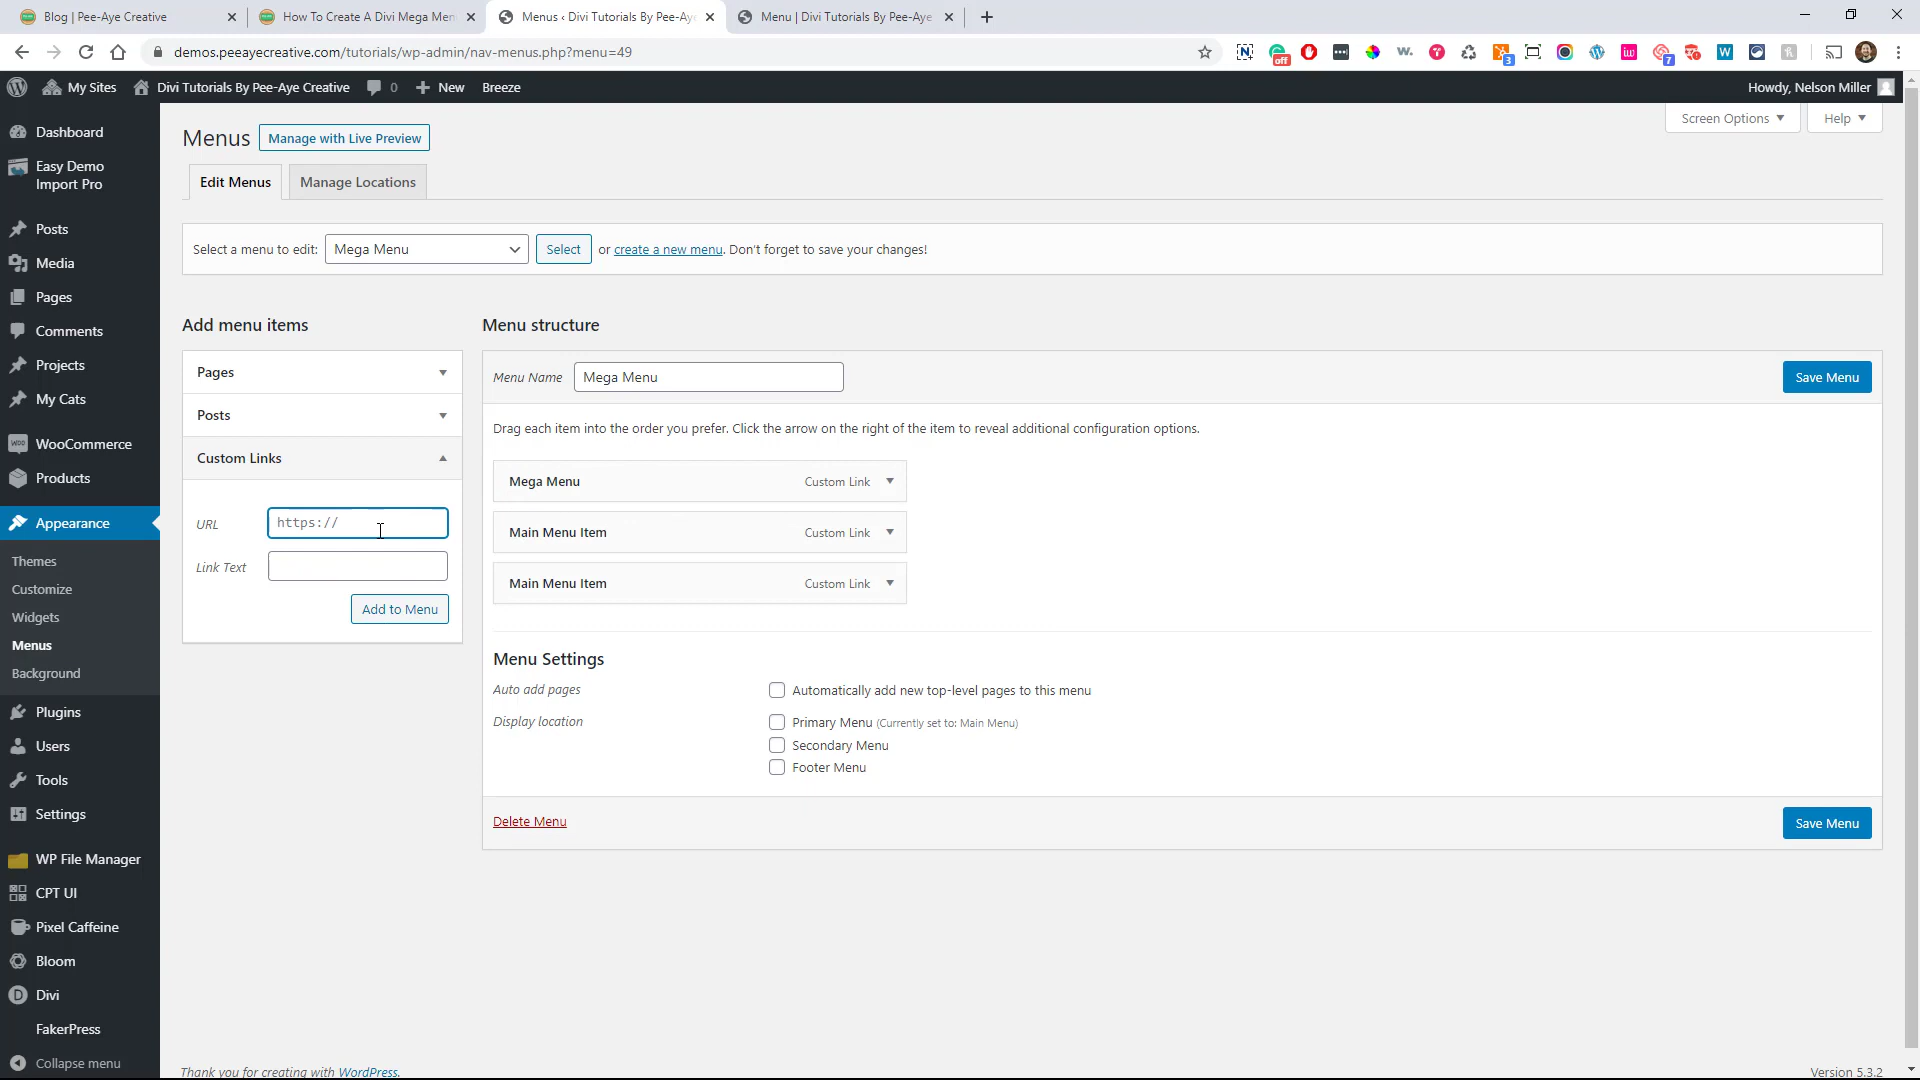 Blog | Pee-Aye Creative
How To Create A Divi Mega Men
Menus ‹ Divi Tutorials By Pee-Ay
Menu | Divi Tutorials By Pee-Aye
demos.peeayecreative.com/tutorials/wp-admin/nav-menus.php?menu=49
off
3
7
My Sites
Divi Tutorials By Pee-Aye Creative
0
New
Breeze
Howdy, Nelson Miller
Screen Options
Help
Dashboard
Easy Demo
Import Pro
Posts
Media
Pages
Comments
Projects
My Cats
WooCommerce
Products
Appearance
Themes
Customize
Widgets
Menus
Background
Plugins
Users
Tools
Settings
WP File Manager
CPT UI
Pixel Caffeine
Bloom
Divi
FakerPress
Collapse menu
Menus
Manage with Live Preview
Edit Menus
Manage Locations
Select a menu to edit:
Mega Menu
Select
or create a new menu. Don't forget to save your changes!
Add menu items
Pages
Posts
Custom Links
URL
https://
Link Text
Add to Menu
Menu structure
Menu Name
Mega Menu
Save Menu
Drag each item into the order you prefer. Click the arrow on the right of the item to reveal additional configuration options.
Mega Menu
Custom Link
Main Menu Item
Custom Link
Main Menu Item
Custom Link
Menu Settings
Auto add pages
Automatically add new top-level pages to this menu
Display location
Primary Menu (Currently set to: Main Menu)
Secondary Menu
Footer Menu
Delete Menu
Save Menu
Thank you for creating with WordPress.
Version 5.3.2